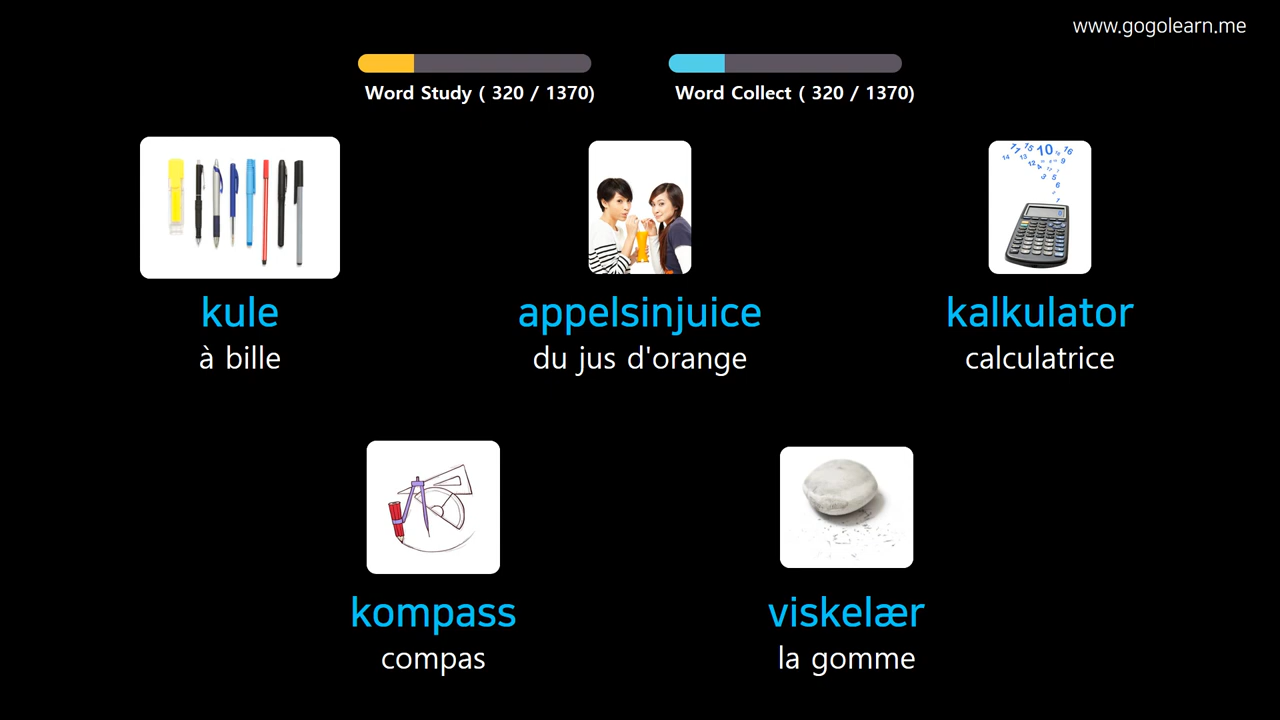 www.gogolearn.me
Word Study ( 320 / 1370)
Word Collect ( 320 / 1370)
kule
à bille
appelsinjuice
du jus d'orange
kalkulator
calculatrice
kompass
compas
viskelær
la gomme